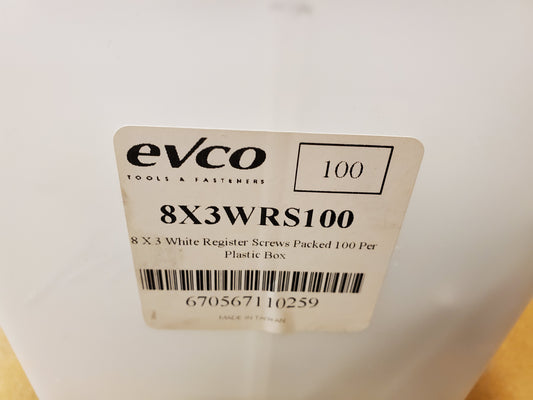 evco
TOOLS & FASTENERS
100
8X3WRS100
8 X 3 White Register Screws Packed 100 Per
Plastic Box
670567110259
MADE IN TAIWAN